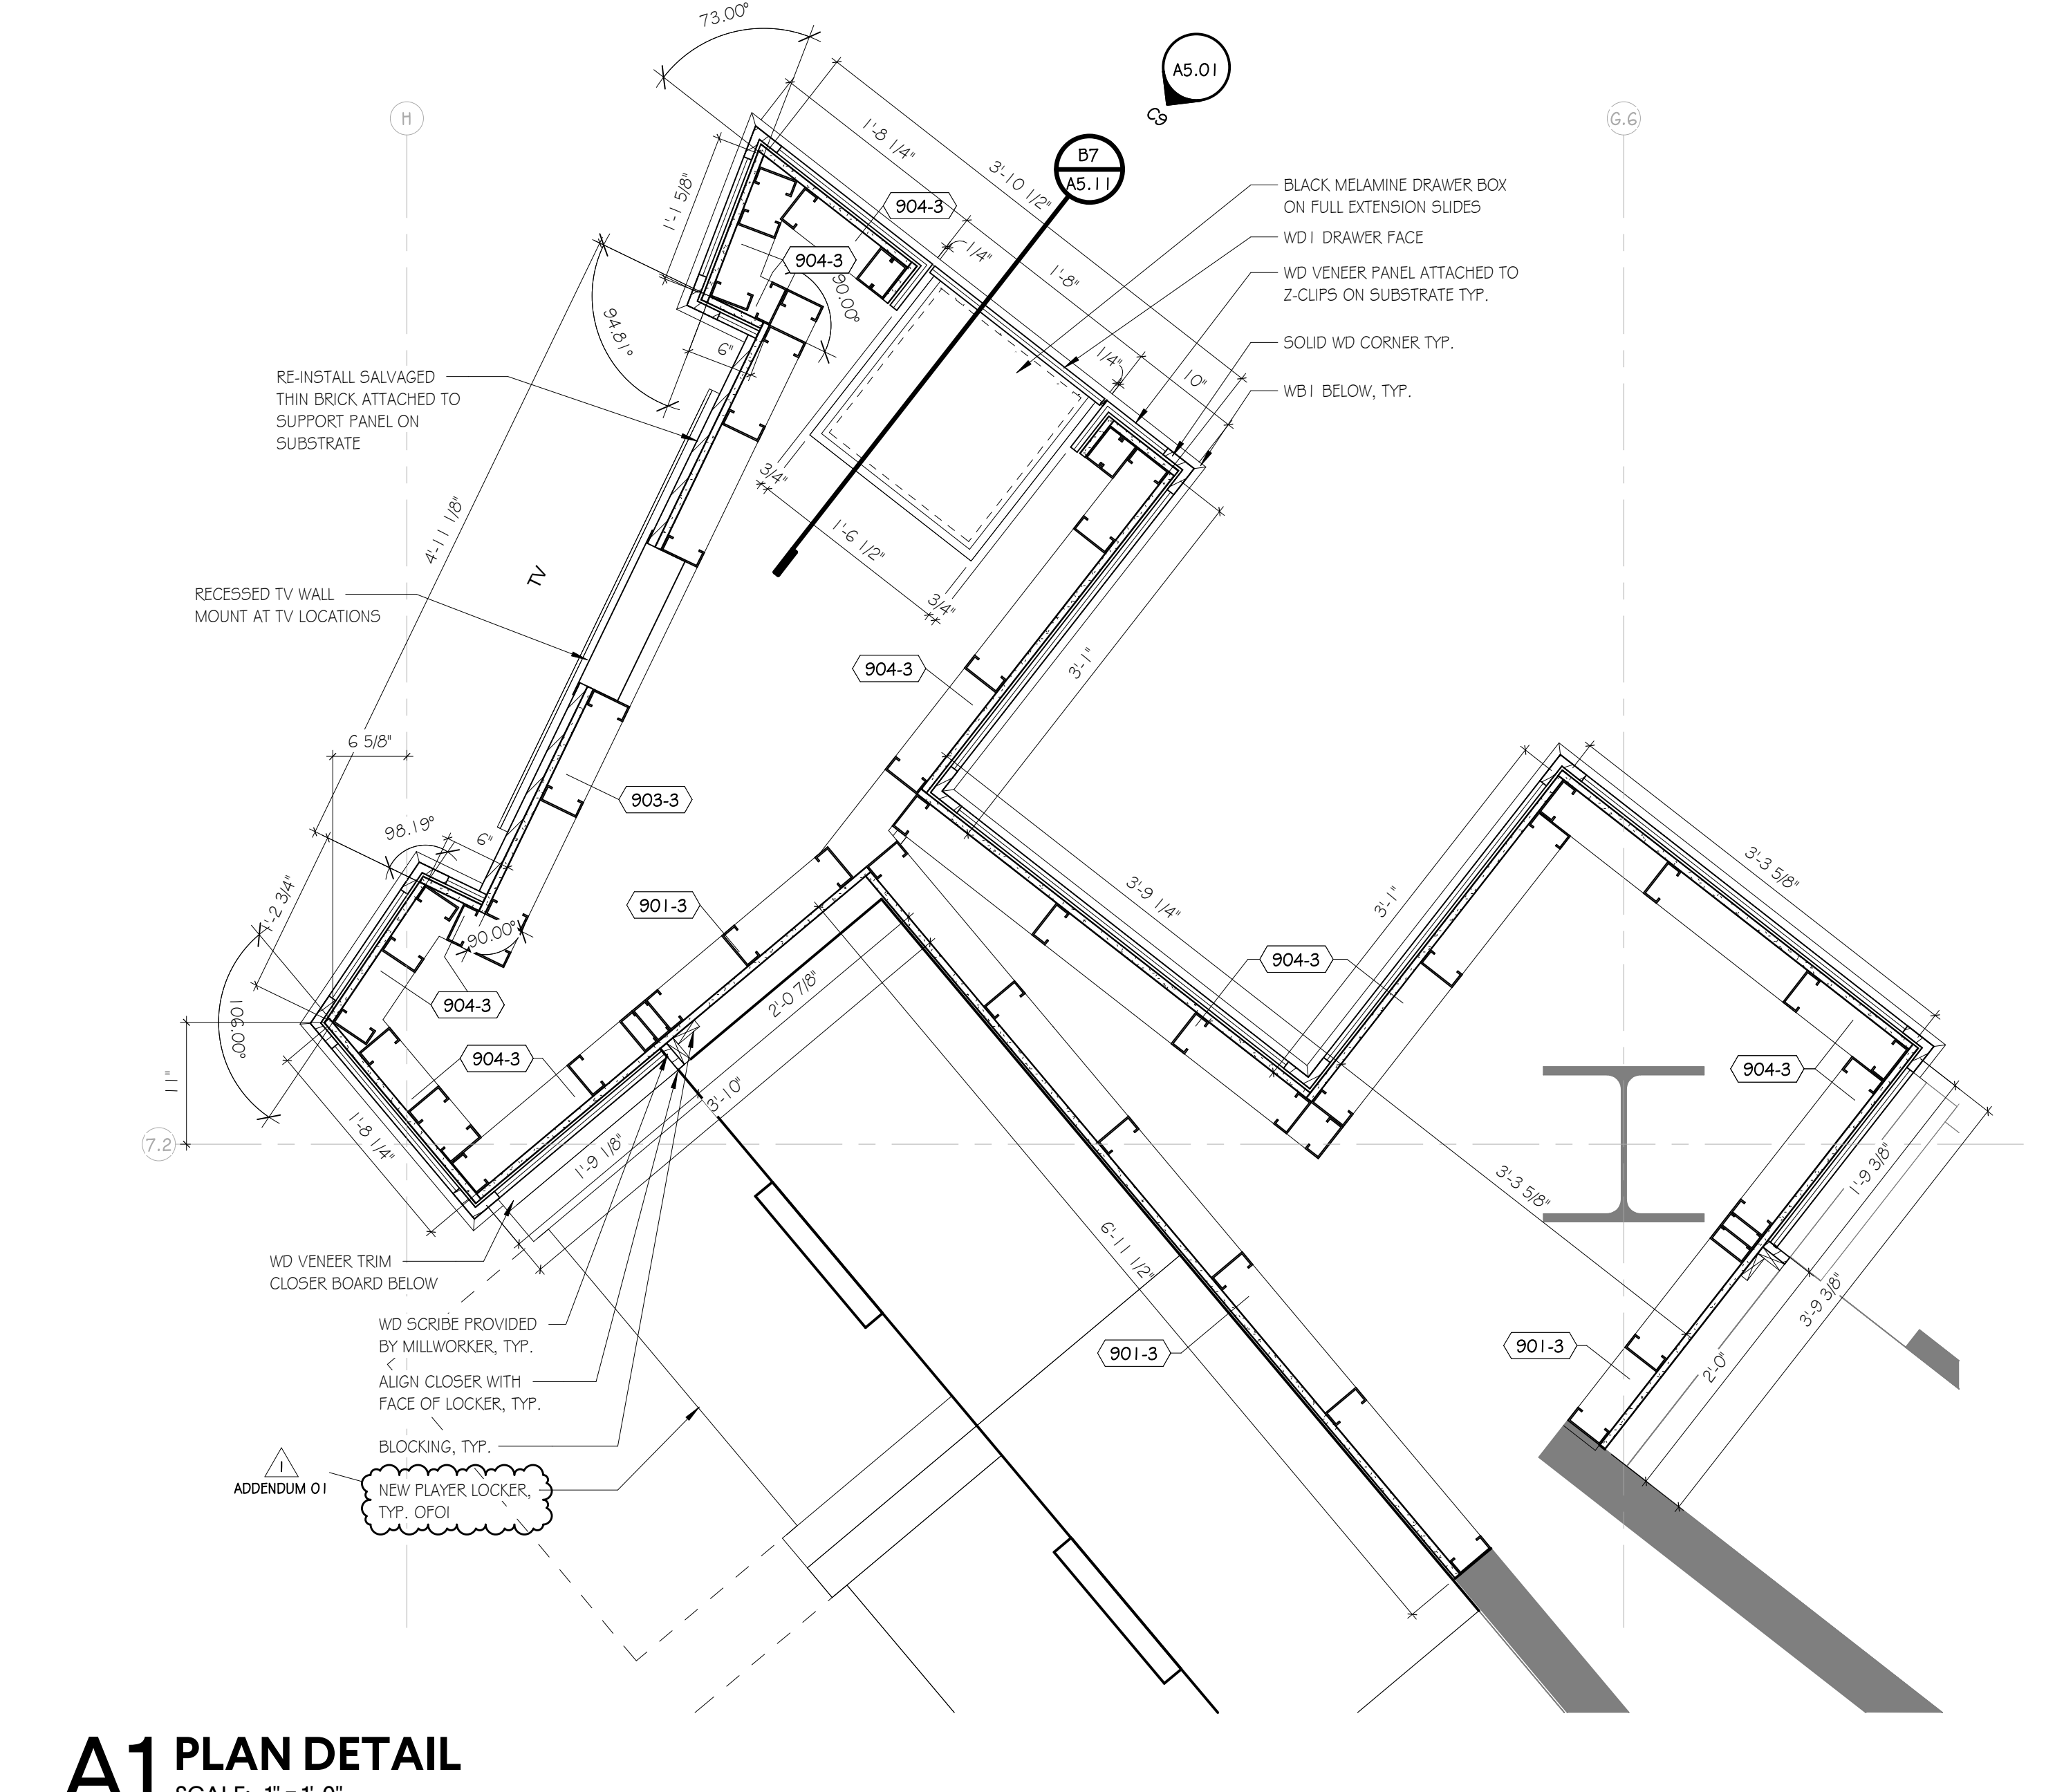 73.00°
A5.01
C9
H
G.6
1'-8 1/4"
3'-10 1/2"
B7
A5.11
1'-1 5/8"
904-3
904-3
1/4"
1'-8"
90.00°
94.81°
6"
1/4"
10"
BLACK MELAMINE DRAWER BOX
ON FULL EXTENSION SLIDES
WD1 DRAWER FACE
WD VENEER PANEL ATTACHED TO
Z-CLIPS ON SUBSTRATE TYP.
SOLID WD CORNER TYP.
WB1 BELOW, TYP.
RE-INSTALL SALVAGED
THIN BRICK ATTACHED TO
SUPPORT PANEL ON
SUBSTRATE
3/4"
1'-6 1/2"
3/4"
4'-11 1/8"
TV
RECESSED TV WALL
MOUNT AT TV LOCATIONS
904-3
3'-1"
6 5/8"
903-3
98.19°
6"
1'-2 3/4"
90.00°
901-3
3'-9 1/4"
3'-1"
3'-3 5/8"
904-3
106.00°
904-3
2'-0 7/8"
11"
904-3
904-3
7.2
1'-8 1/4"
3'-10"
1'-9 1/8"
1'-9 3/8"
3'-3 5/8"
6'-11 1/2"
3'-9 3/8"
2'-0"
901-3
901-3
WD VENEER TRIM
CLOSER BOARD BELOW
WD SCRIBE PROVIDED
BY MILLWORKER, TYP.
ALIGN CLOSER WITH
FACE OF LOCKER, TYP.
BLOCKING, TYP.
1
ADDENDUM 01
NEW PLAYER LOCKER,
TYP. OFOI
A1 PLAN DETAIL
SCALE: 1" = 1'-0"